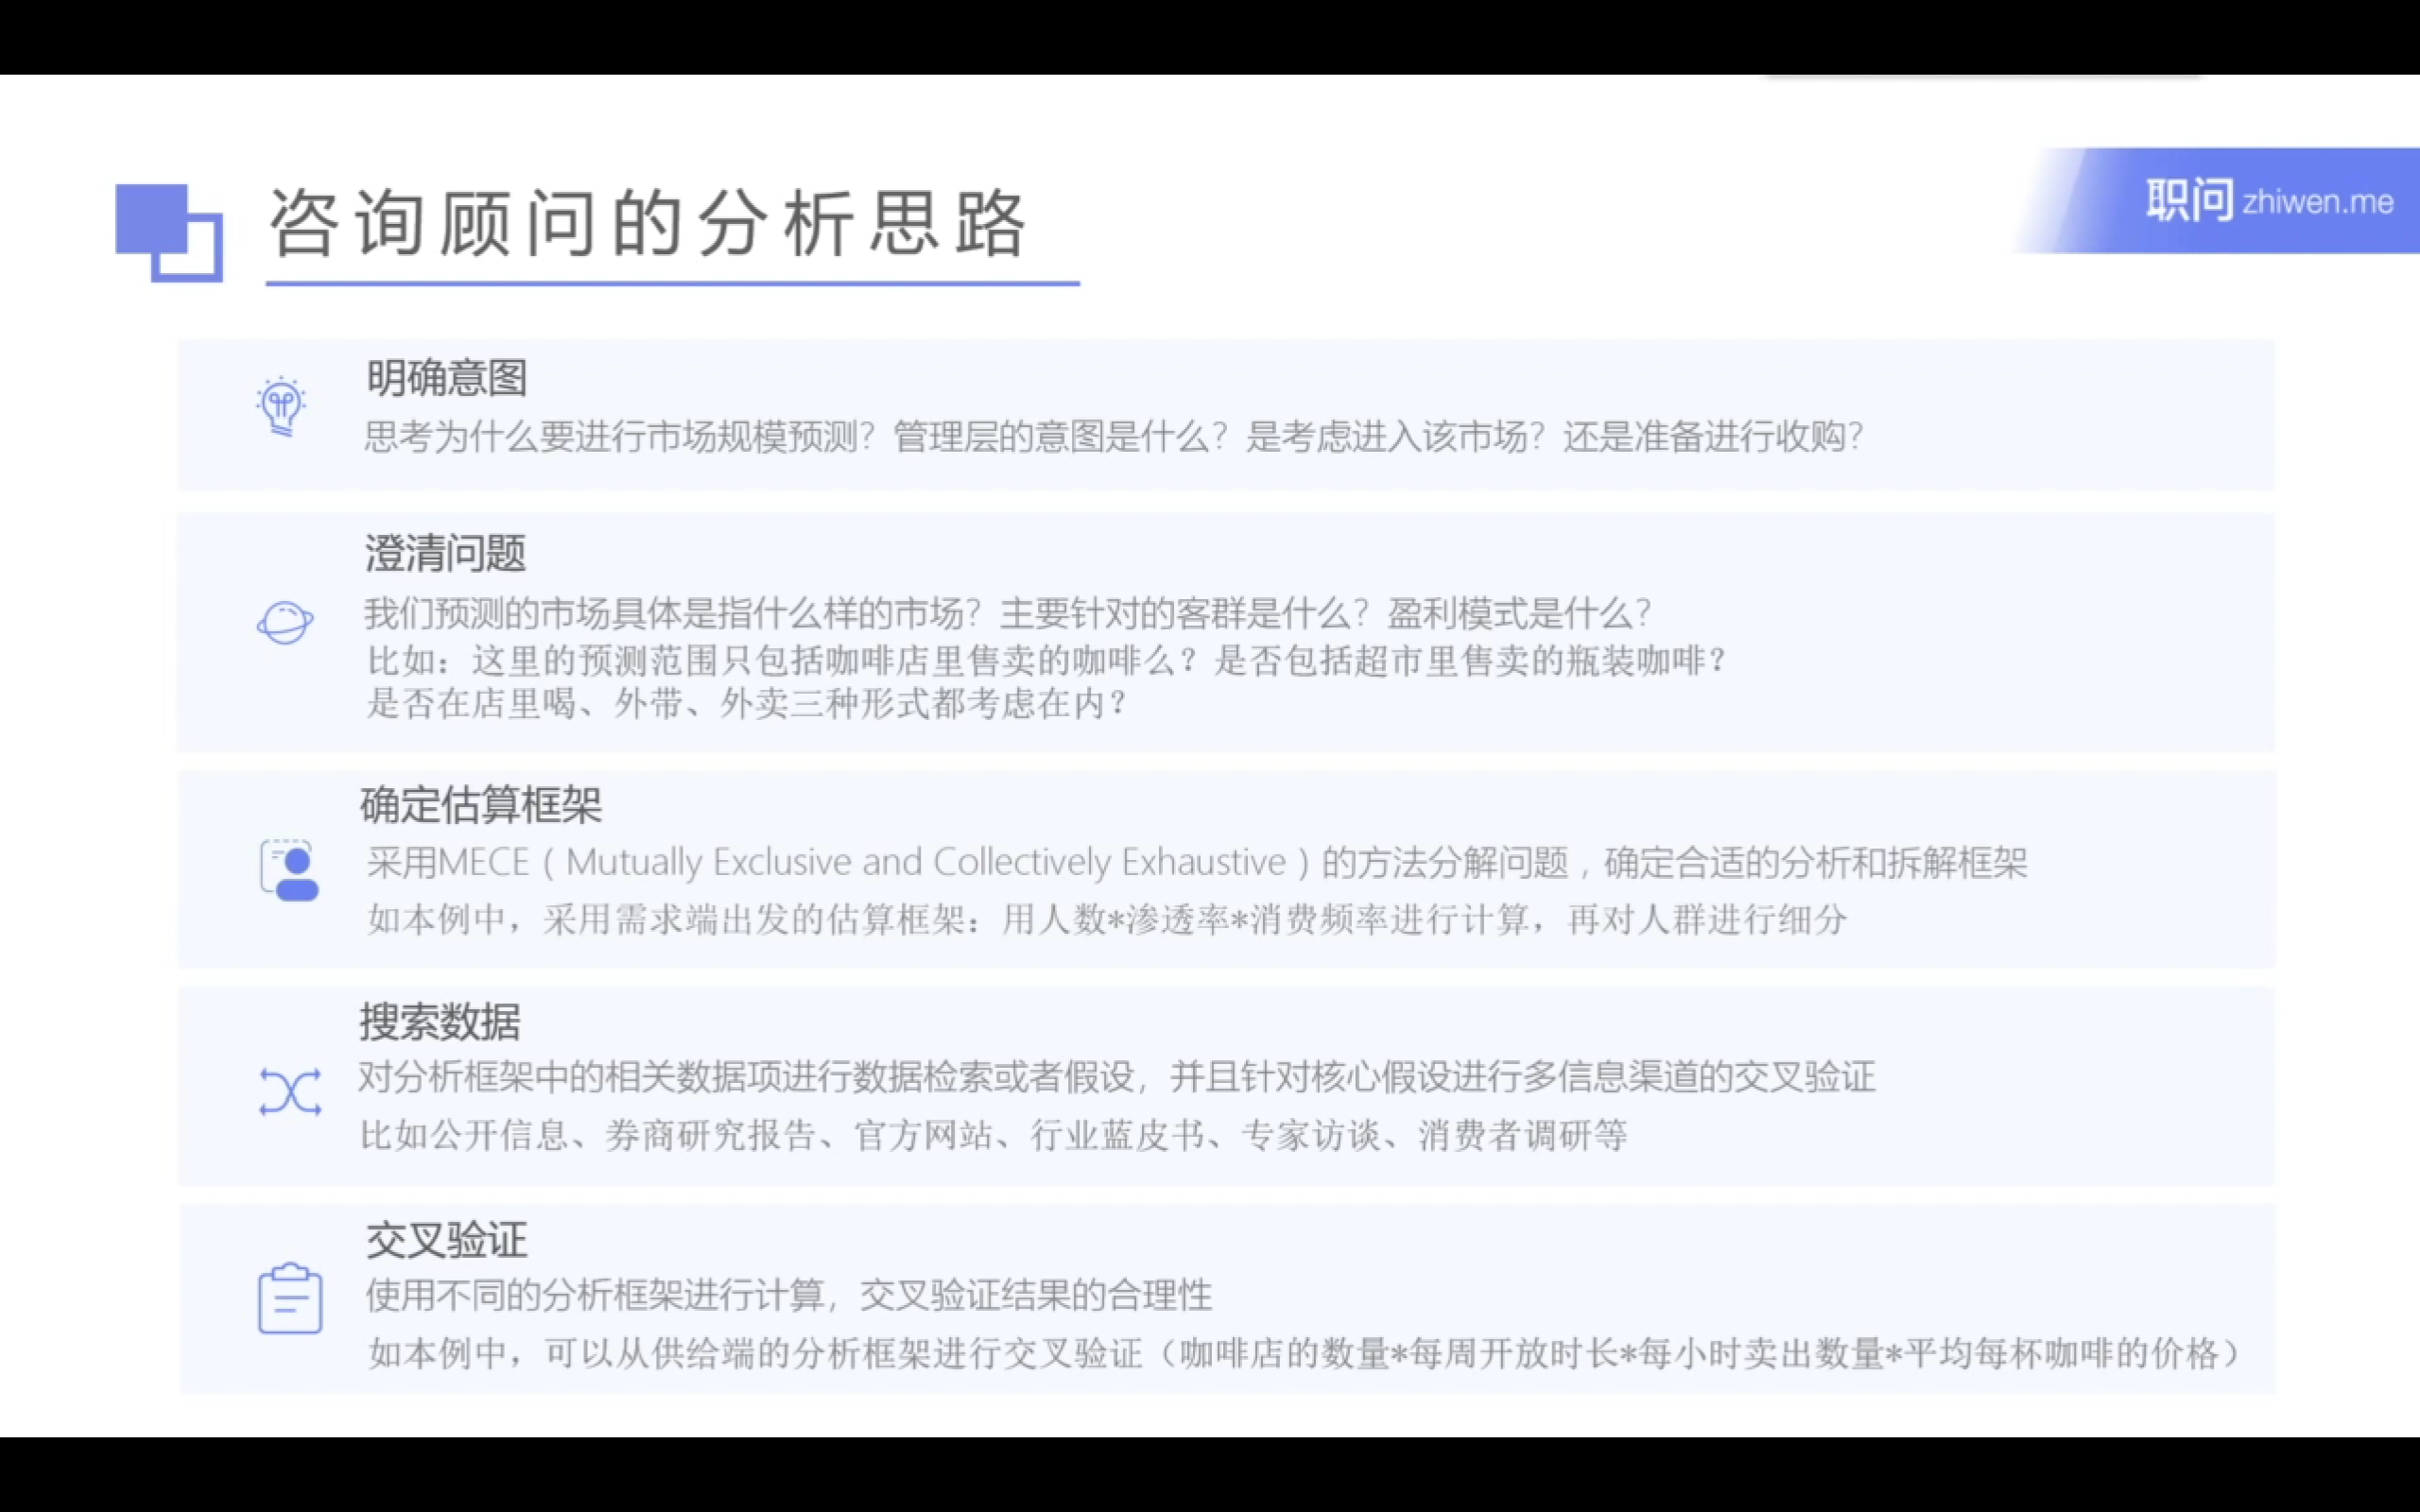 咨询顾问的分析思路
职问 zhiwen.me
明确意图
思考为什么要进行市场规模预测？管理层的意图是什么？是考虑进入该市场？还是准备进行收购？
澄清问题
我们预测的市场具体是指什么样的市场？主要针对的客群是什么？盈利模式是什么？
比如：这里的预测范围只包括咖啡店里售卖的咖啡么？是否包括超市里售卖的瓶装咖啡？
是否在店里喝、外带、外卖三种形式都考虑在内？
确定估算框架
采用MECE（Mutually Exclusive and Collectively Exhaustive）的方法分解问题，确定合适的分析和拆解框架
如本例中，采用需求端出发的估算框架：用人数*渗透率*消费频率进行计算，再对人群进行细分
搜索数据
对分析框架中的相关数据项进行数据检索或者假设，并且针对核心假设进行多信息渠道的交叉验证
比如公开信息、券商研究报告、官方网站、行业蓝皮书、专家访谈、消费者调研等
交叉验证
使用不同的分析框架进行计算，交叉验证结果的合理性
如本例中，可以从供给端的分析框架进行交叉验证（咖啡店的数量*每周开放时长*每小时卖出数量*平均每杯咖啡的价格）